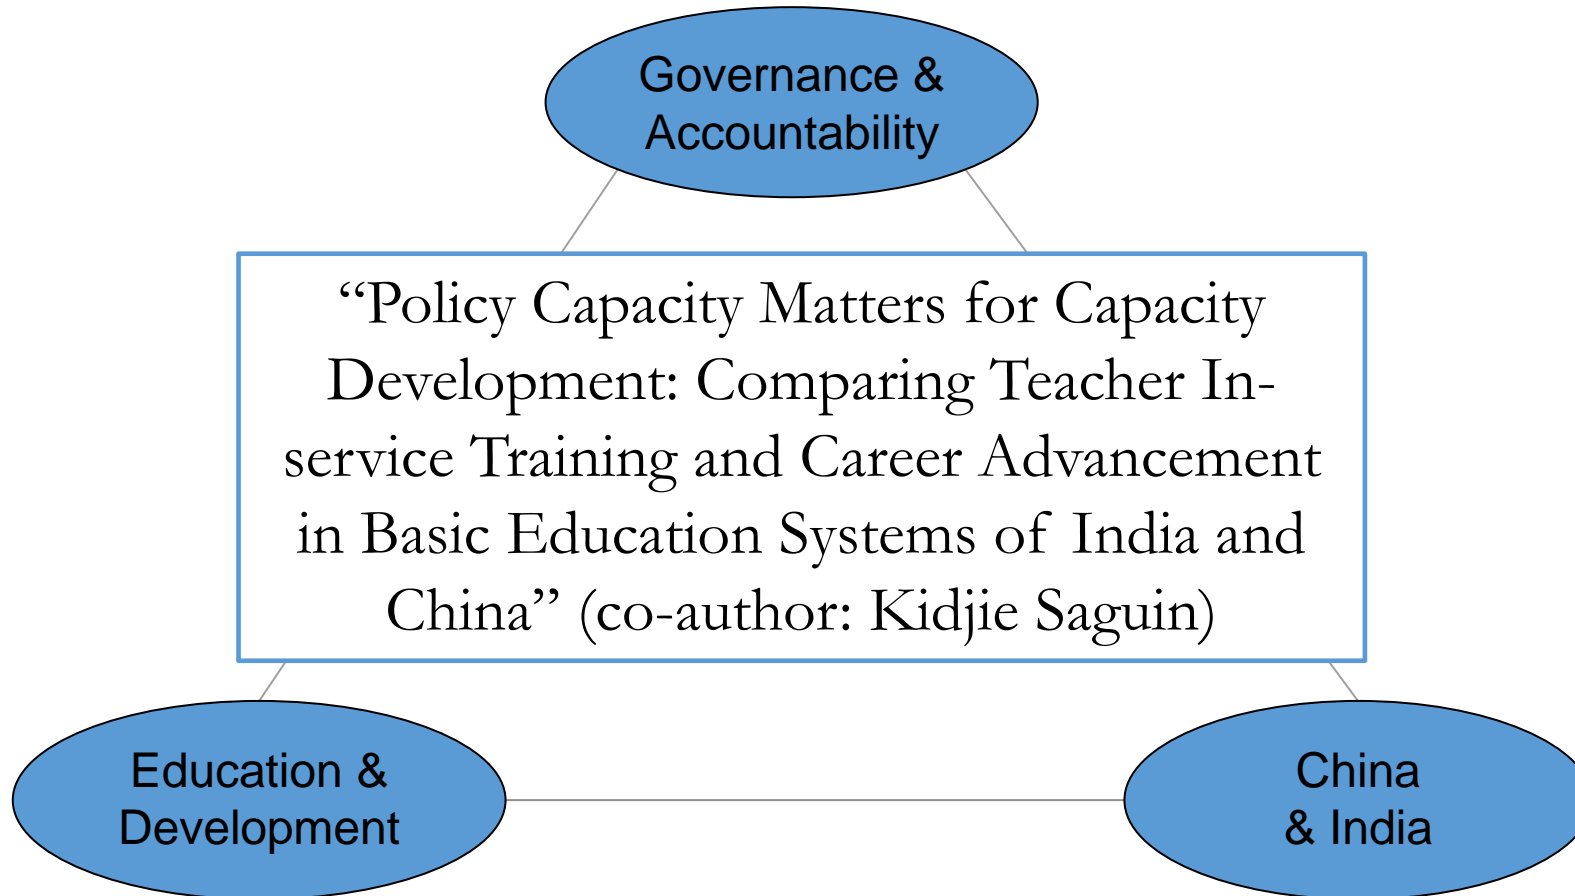 Governance &
Accountability
“Policy Capacity Matters for Capacity
Development: Comparing Teacher In-
service Training and Career Advancement
in Basic Education Systems of India and
China” (co-author: Kidjie Saguin)
Education &
Development
China
& India